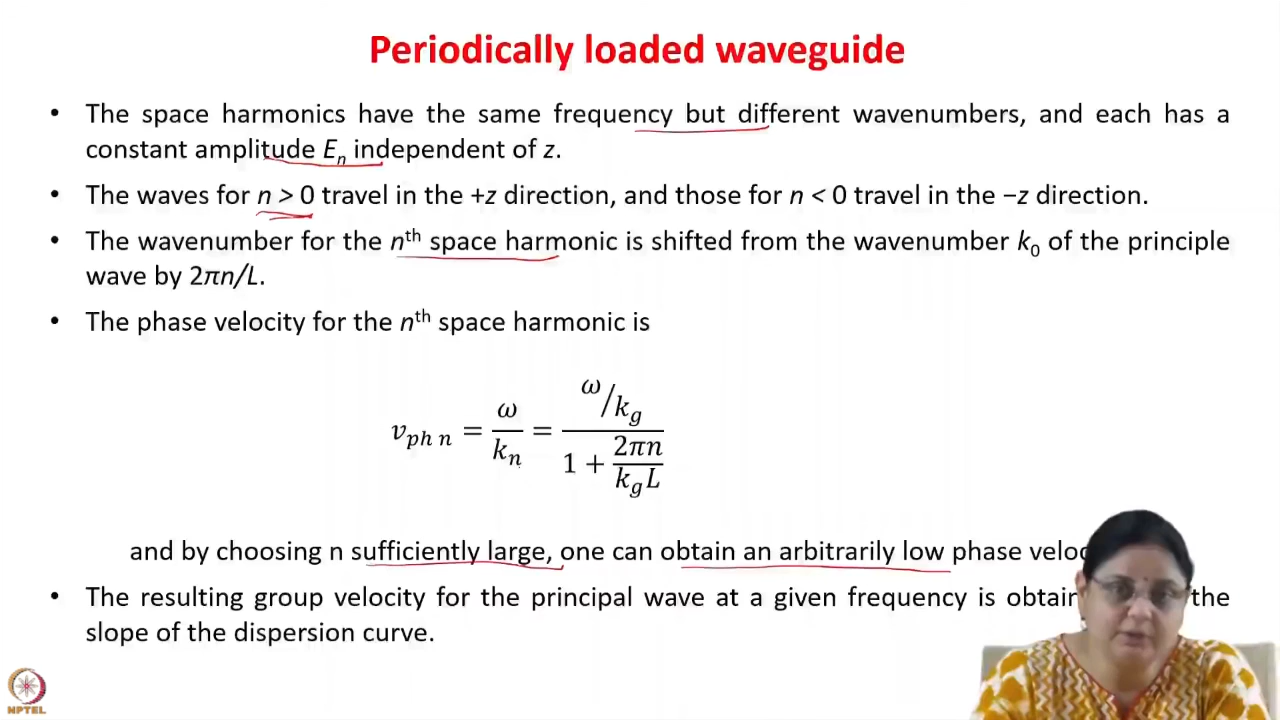 Periodically loaded waveguide
• The space harmonics have the same frequency but different wavenumbers, and each has a
constant amplitude Eₙ independent of z.
• The waves for n > 0 travel in the +z direction, and those for n < 0 travel in the −z direction.
• The wavenumber for the nᵗʰ space harmonic is shifted from the wavenumber k₀ of the principle
wave by 2πn/L.
• The phase velocity for the nᵗʰ space harmonic is
v_{ph n} = ω/k_n = (ω/k_g)/(1 + 2πn/(k_g L))
and by choosing n sufficiently large, one can obtain an arbitrarily low phase
• The resulting group velocity for the principal wave at a given frequency is the
slope of the dispersion curve.
NPTEL